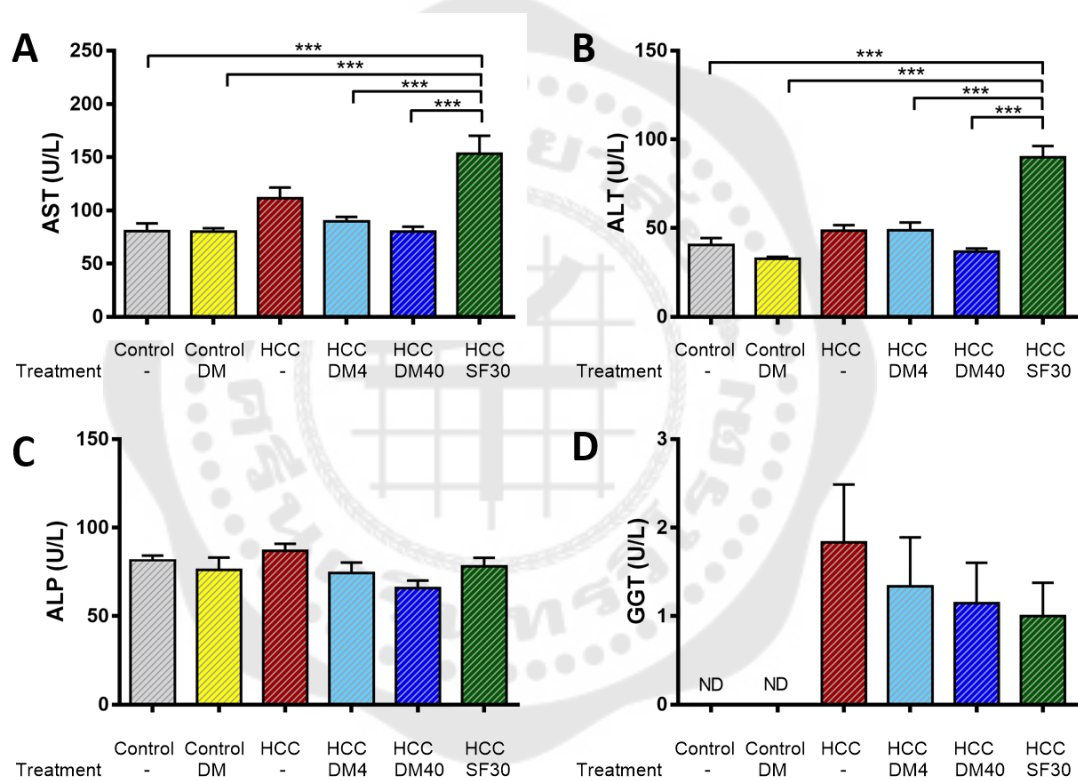 A
AST (U/L)
250
200
150
100
50
0
***
***
***
***
Control Control HCC HCC HCC HCC
Treatment - DM - DM4 DM40 SF30
B
ALT (U/L)
150
100
50
0
***
***
***
***
Control Control HCC HCC HCC HCC
Treatment - DM - DM4 DM40 SF30
C
ALP (U/L)
150
100
50
0
Control Control HCC HCC HCC HCC
Treatment - DM - DM4 DM40 SF30
D
GGT (U/L)
3
2
1
0
ND ND
Control Control HCC HCC HCC HCC
Treatment - DM - DM4 DM40 SF30